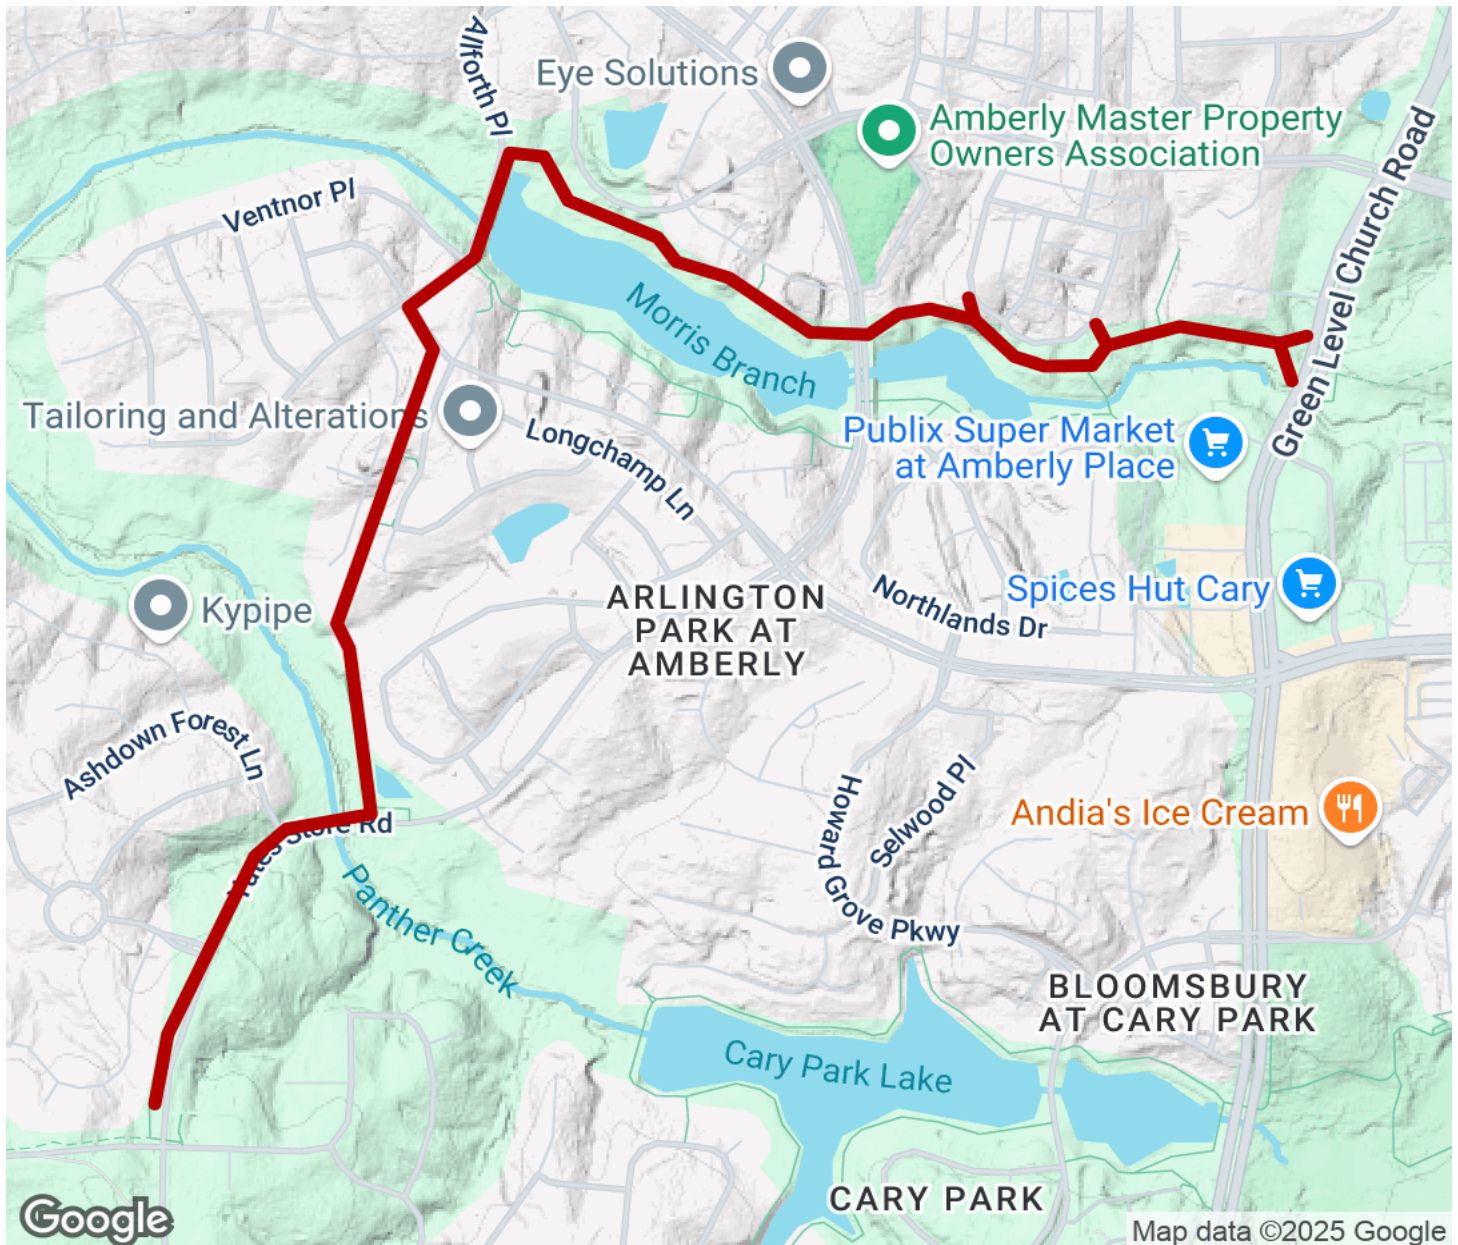 Allforth Pl
Eye Solutions
Amberly Master Property
Owners Association
Green Level Church Road
Ventnor Pl
Morris Branch
Tailoring and Alterations
Longchamp Ln
Publix Super Market
at Amberly Place
Northlands Dr
Spices Hut Cary
ARLINGTON
PARK AT
AMBERLY
Kypipe
Ashdown Forest Ln
Howard Grove Pkwy
Selwood Pl
Andia's Ice Cream
Store Rd
Panther Creek
BLOOMSBURY
AT CARY PARK
Cary Park Lake
CARY PARK
Google
Map data ©2025 Google